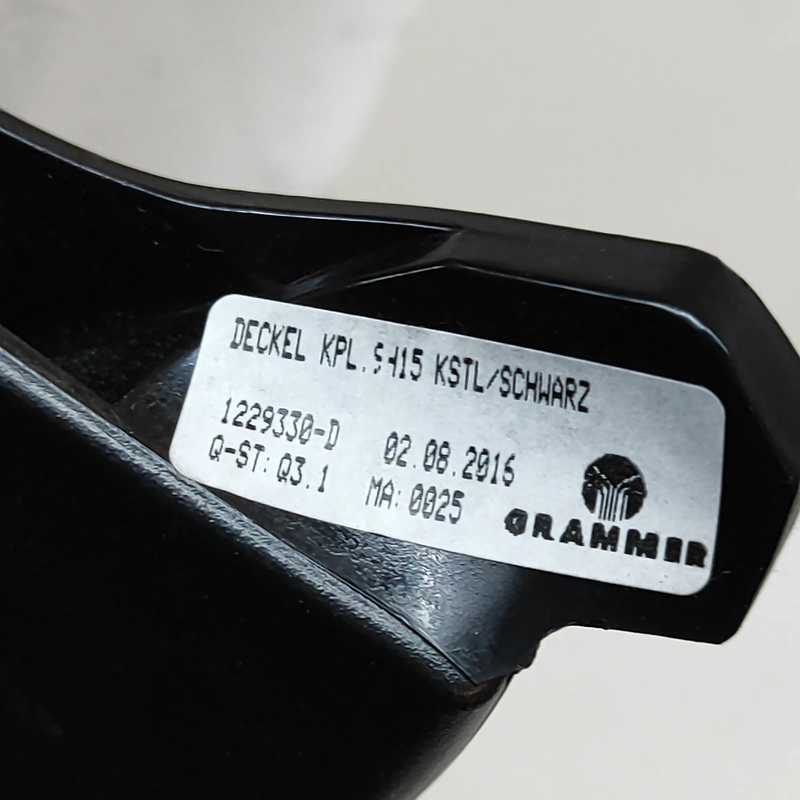 DECKEL KPL.SH15 KSTL/SCHWARZ
1229330-D 02.08.2016
Q-ST: Q3.1 MA: 0025
GRAMMER